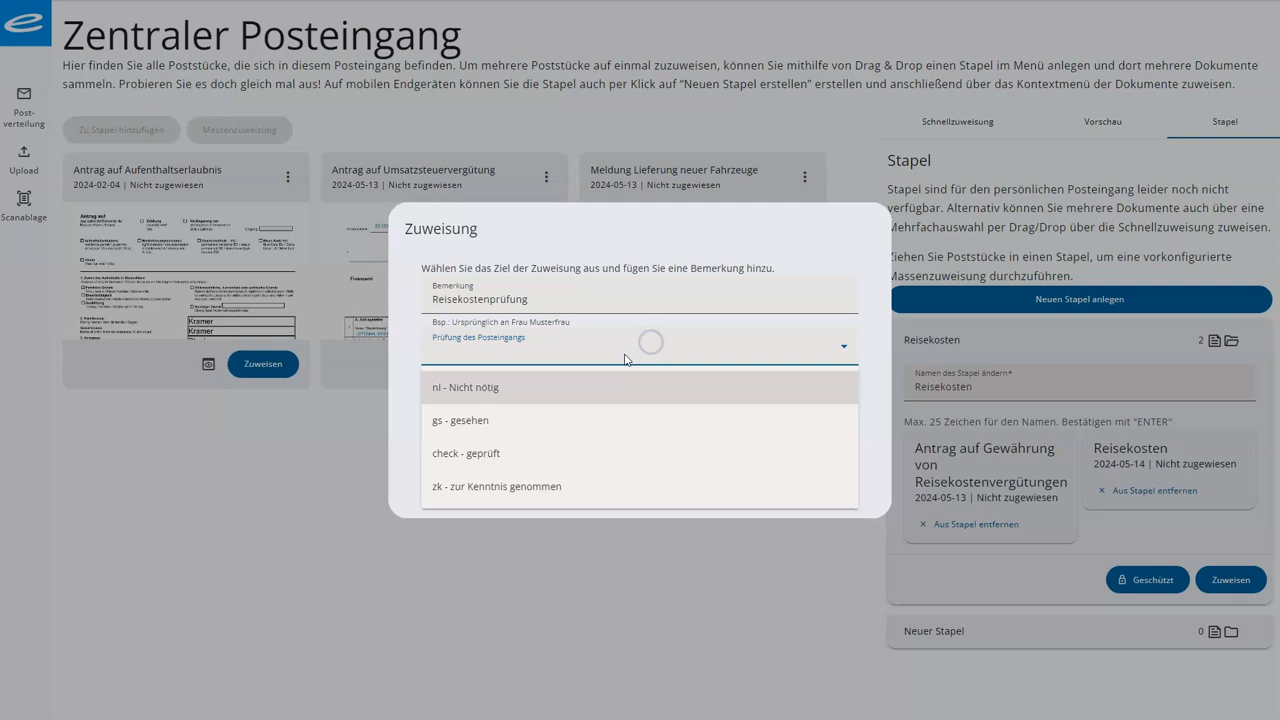 Zentraler Posteingang
Hier finden Sie alle Poststücke, die sich in diesem Posteingang befinden. Um mehrere Poststücke auf einmal zuzuweisen, können Sie mithilfe von Drag & Drop einen Stapel im Menü anlegen und dort mehrere Dokumente
sammeln. Probieren Sie es doch gleich mal aus! Auf mobilen Endgeräten können Sie die Stapel auch per Klick auf "Neuen Stapel erstellen" erstellen und anschließend über das Kontextmenü der Dokumente zuweisen.
Post-
verteilung
Upload
Scanablage
Zu Stapel hinzufügen
Massenzuweisung
Antrag auf Aufenthaltserlaubnis
2024-02-04 | Nicht zugewiesen
Antrag auf
Kramer
Kramer
Zuweisen
Antrag auf Umsatzsteuervergütung
2024-05-13 | Nicht zugewiesen
Finanzamt
Meldung Lieferung neuer Fahrzeuge
2024-05-13 | Nicht zugewiesen
Zuweisung
Wählen Sie das Ziel der Zuweisung aus und fügen Sie eine Bemerkung hinzu.
Bemerkung
Reisekostenprüfung
Bsp.: Ursprünglich an Frau Musterfrau
Prüfung des Posteingangs
nl - Nicht nötig
gs - gesehen
check - geprüft
zk - zur Kenntnis genommen
Schnellzuweisung
Vorschau
Stapel
Stapel
Stapel sind für den persönlichen Posteingang leider noch nicht
verfügbar. Alternativ können Sie mehrere Dokumente auch über eine
Mehrfachauswahl per Drag/Drop über die Schnellzuweisung zuweisen.
Ziehen Sie Poststücke in einen Stapel, um eine vorkonfigurierte
Massenzuweisung durchzuführen.
Neuen Stapel anlegen
Reisekosten
2
Namen des Stapel ändern*
Reisekosten
Max. 25 Zeichen für den Namen. Bestätigen mit "ENTER"
Antrag auf Gewährung
von
Reisekostenvergütungen
2024-05-13 | Nicht zugewiesen
Aus Stapel entfernen
Reisekosten
2024-05-14 | Nicht zugewiesen
Aus Stapel entfernen
Geschützt
Zuweisen
Neuer Stapel
0